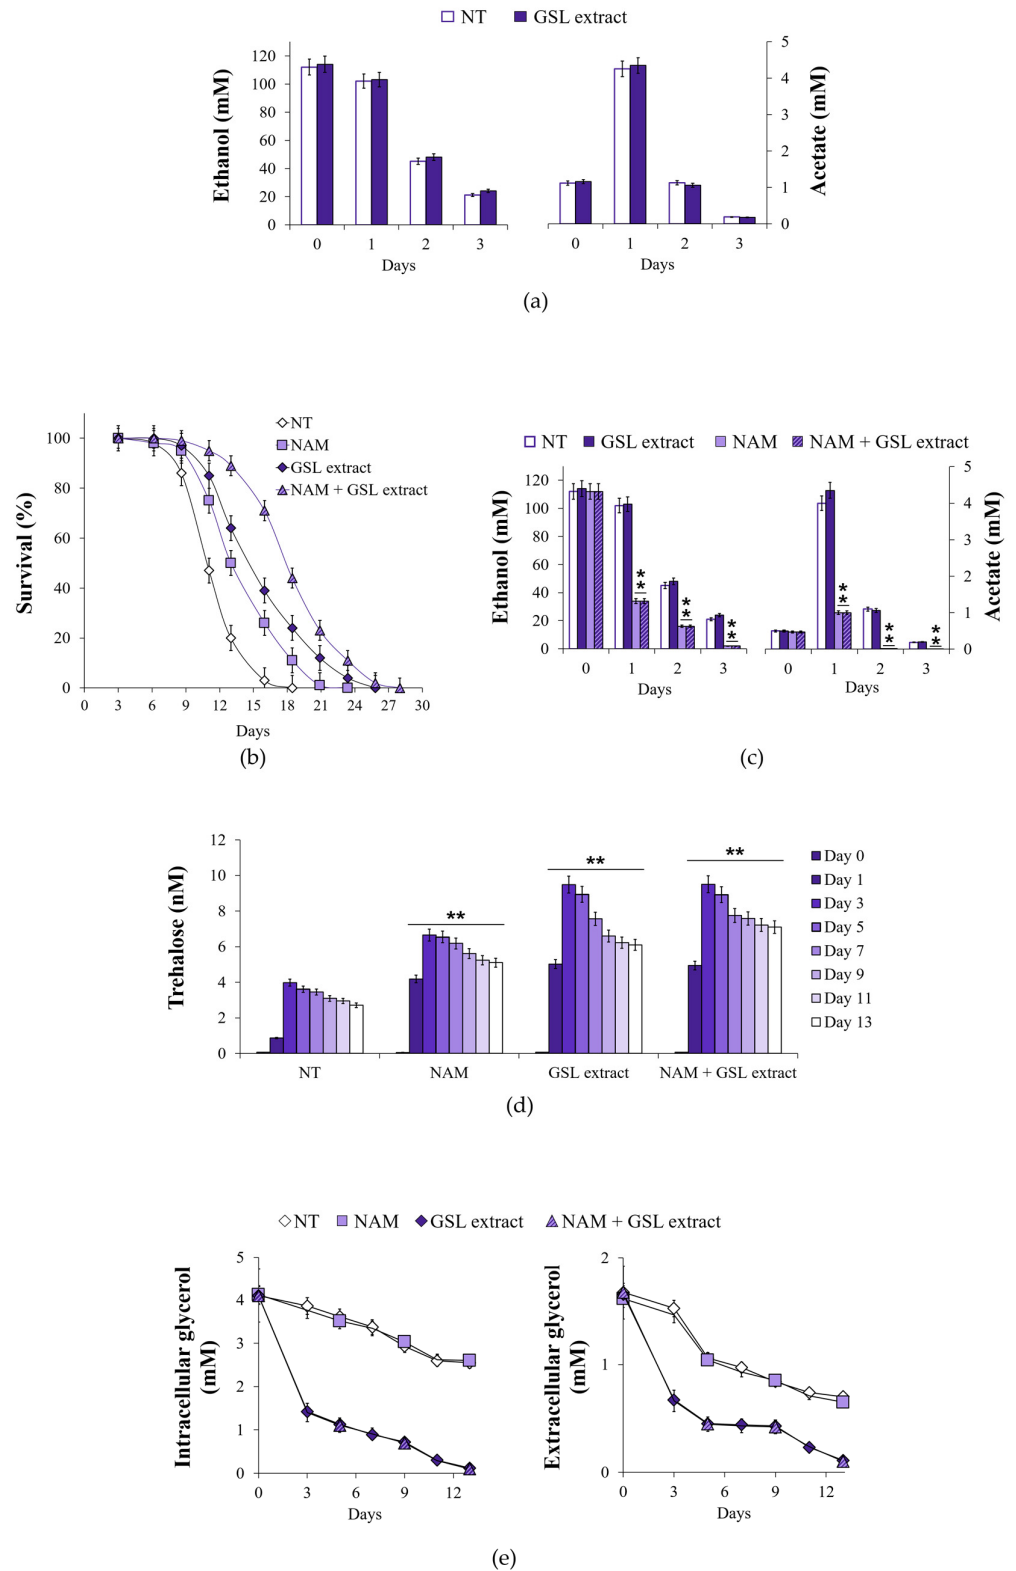 NT GSL extract
Ethanol (mM)
120
100
80
60
40
20
0
0 1 2 3
Days
5
4
3
2
1
0
Acetate (mM)
0 1 2 3
Days
(a)
Survival (%)
100
80
60
40
20
0
0 3 6 9 12 15 18 21 24 27 30
Days
NT
NAM
GSL extract
NAM + GSL extract
(b)
NT GSL extract NAM NAM + GSL extract
Ethanol (mM)
120
100
80
60
40
20
0
** ** **
0 1 2 3
Days
5
4
3
2
1
0
Acetate (mM)
** ** **
0 1 2 3
Days
(c)
Trehalose (nM)
12
10
8
6
4
2
0
** ** **
NT NAM GSL extract NAM + GSL extract
Day 0
Day 1
Day 3
Day 5
Day 7
Day 9
Day 11
Day 13
(d)
NT NAM GSL extract NAM + GSL extract
Intracellular glycerol
(mM)
5
4
3
2
1
0
0 3 6 9 12
Days
Extracellular glycerol
(mM)
2
1
0
0 3 6 9 12
Days
(e)